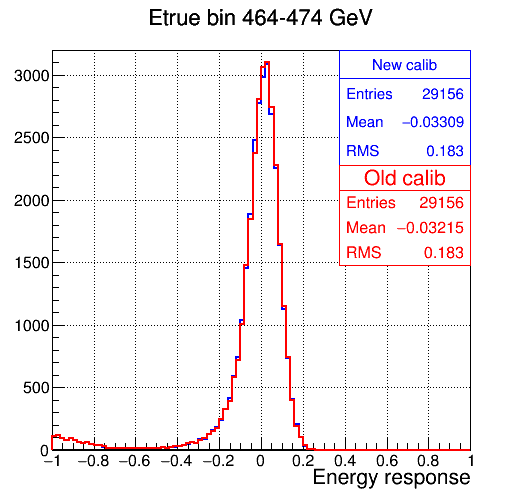 Etrue bin 464-474 GeV
New calib
Entries 29156
Mean −0.03309
RMS 0.183
Old calib
Entries 29156
Mean −0.03215
RMS 0.183
3000
2500
2000
1500
1000
500
0
−1 −0.8 −0.6 −0.4 −0.2 0 0.2 0.4 0.6 0.8 1
Energy response